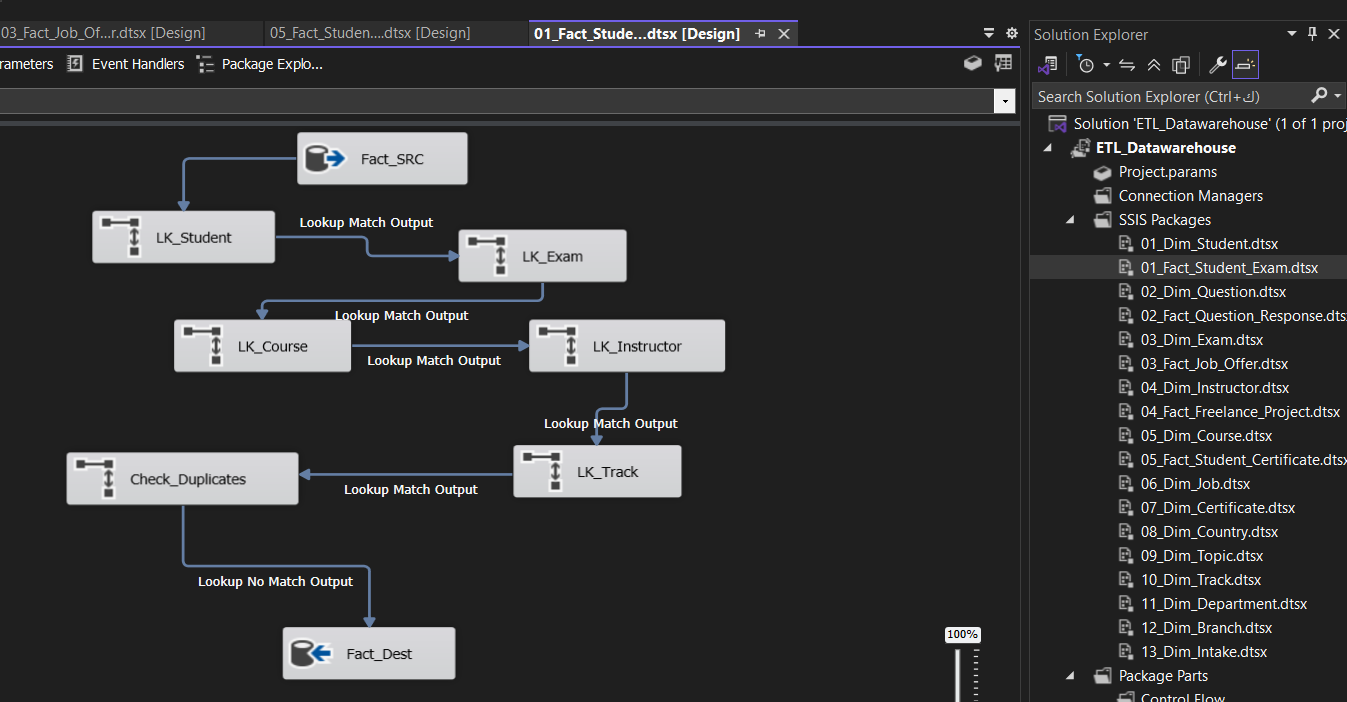 03_Fact_Job_Of...r.dtsx [Design]
05_Fact_Studen....dtsx [Design]
01_Fact_Stude...dtsx [Design]
rameters
Event Handlers
Package Explo...
Fact_SRC
LK_Student
Lookup Match Output
LK_Exam
Lookup Match Output
LK_Course
Lookup Match Output
LK_Instructor
Lookup Match Output
LK_Track
Lookup Match Output
Check_Duplicates
Lookup No Match Output
Fact_Dest
100%
Solution Explorer
Search Solution Explorer (Ctrl+ك)
Solution 'ETL_Datawarehouse' (1 of 1 proj
ETL_Datawarehouse
Project.params
Connection Managers
SSIS Packages
01_Dim_Student.dtsx
01_Fact_Student_Exam.dtsx
02_Dim_Question.dtsx
02_Fact_Question_Response.dts
03_Dim_Exam.dtsx
03_Fact_Job_Offer.dtsx
04_Dim_Instructor.dtsx
04_Fact_Freelance_Project.dtsx
05_Dim_Course.dtsx
05_Fact_Student_Certificate.dtsx
06_Dim_Job.dtsx
07_Dim_Certificate.dtsx
08_Dim_Country.dtsx
09_Dim_Topic.dtsx
10_Dim_Track.dtsx
11_Dim_Department.dtsx
12_Dim_Branch.dtsx
13_Dim_Intake.dtsx
Package Parts
Control Flow